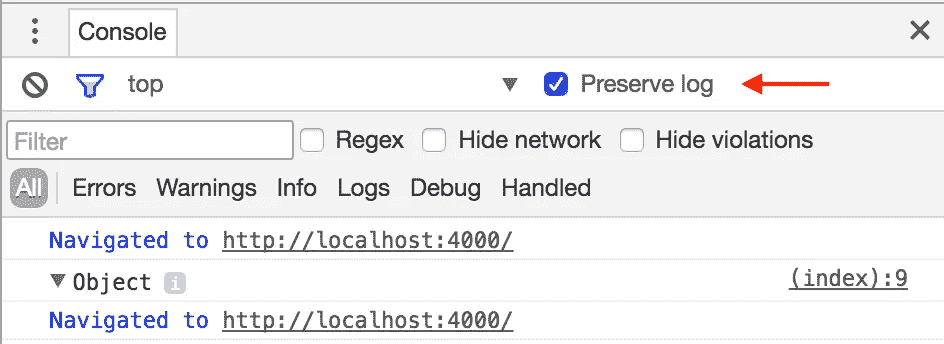 Console
top Preserve log
Filter Regex Hide network Hide violations
All Errors Warnings Info Logs Debug Handled
Navigated to http://localhost:4000/
Object i (index):9
Navigated to http://localhost:4000/